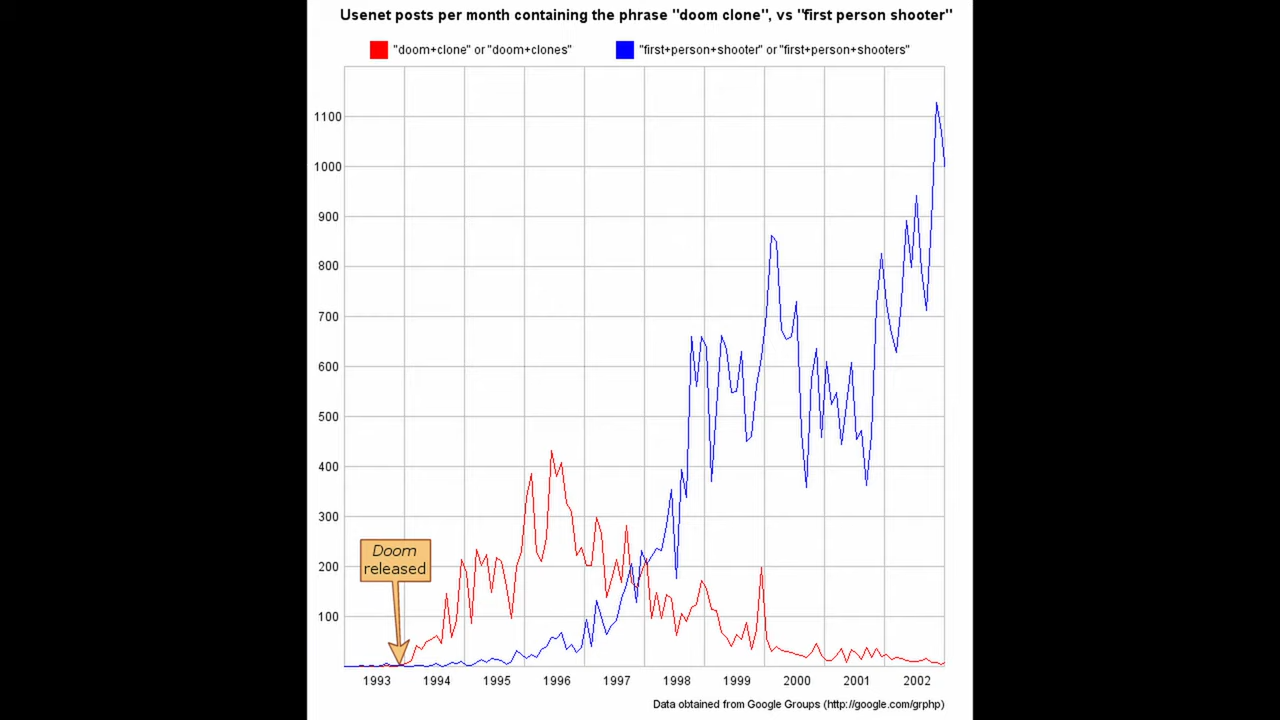 Usenet posts per month containing the phrase "doom clone", vs "first person shooter"
"doom+clone" or "doom+clones"
"first+person+shooter" or "first+person+shooters"
1100
1000
900
800
700
600
500
400
300
200
100
Doom
released
1993 1994 1995 1996 1997 1998 1999 2000 2001 2002
Data obtained from Google Groups (http://google.com/grphp)